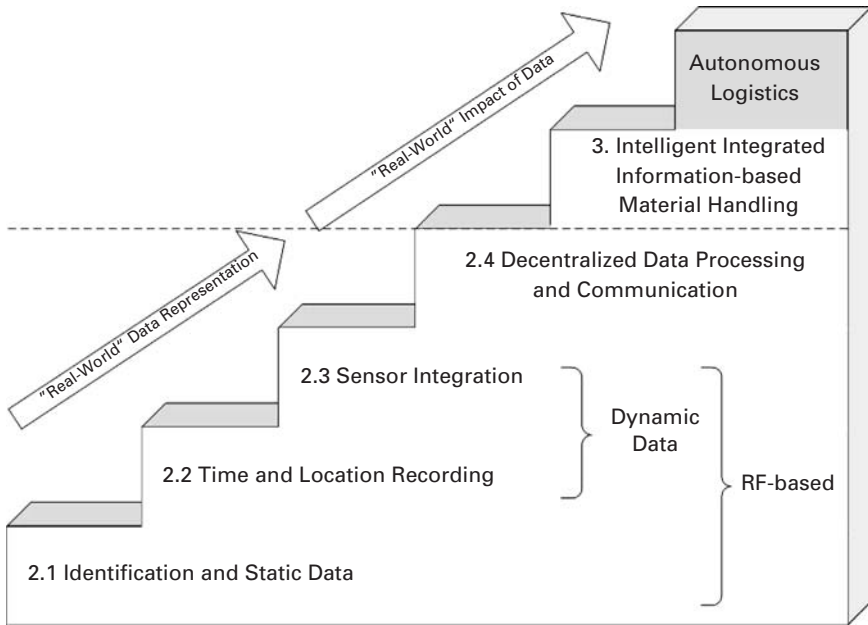 Autonomous
Logistics
"Real-World“ Impact of Data
3. Intelligent Integrated
Information-based
Material Handling
2.4 Decentralized Data Processing
and Communication
"Real-World“ Data Representation
2.3 Sensor Integration
Dynamic
Data
2.2 Time and Location Recording
RF-based
2.1 Identification and Static Data